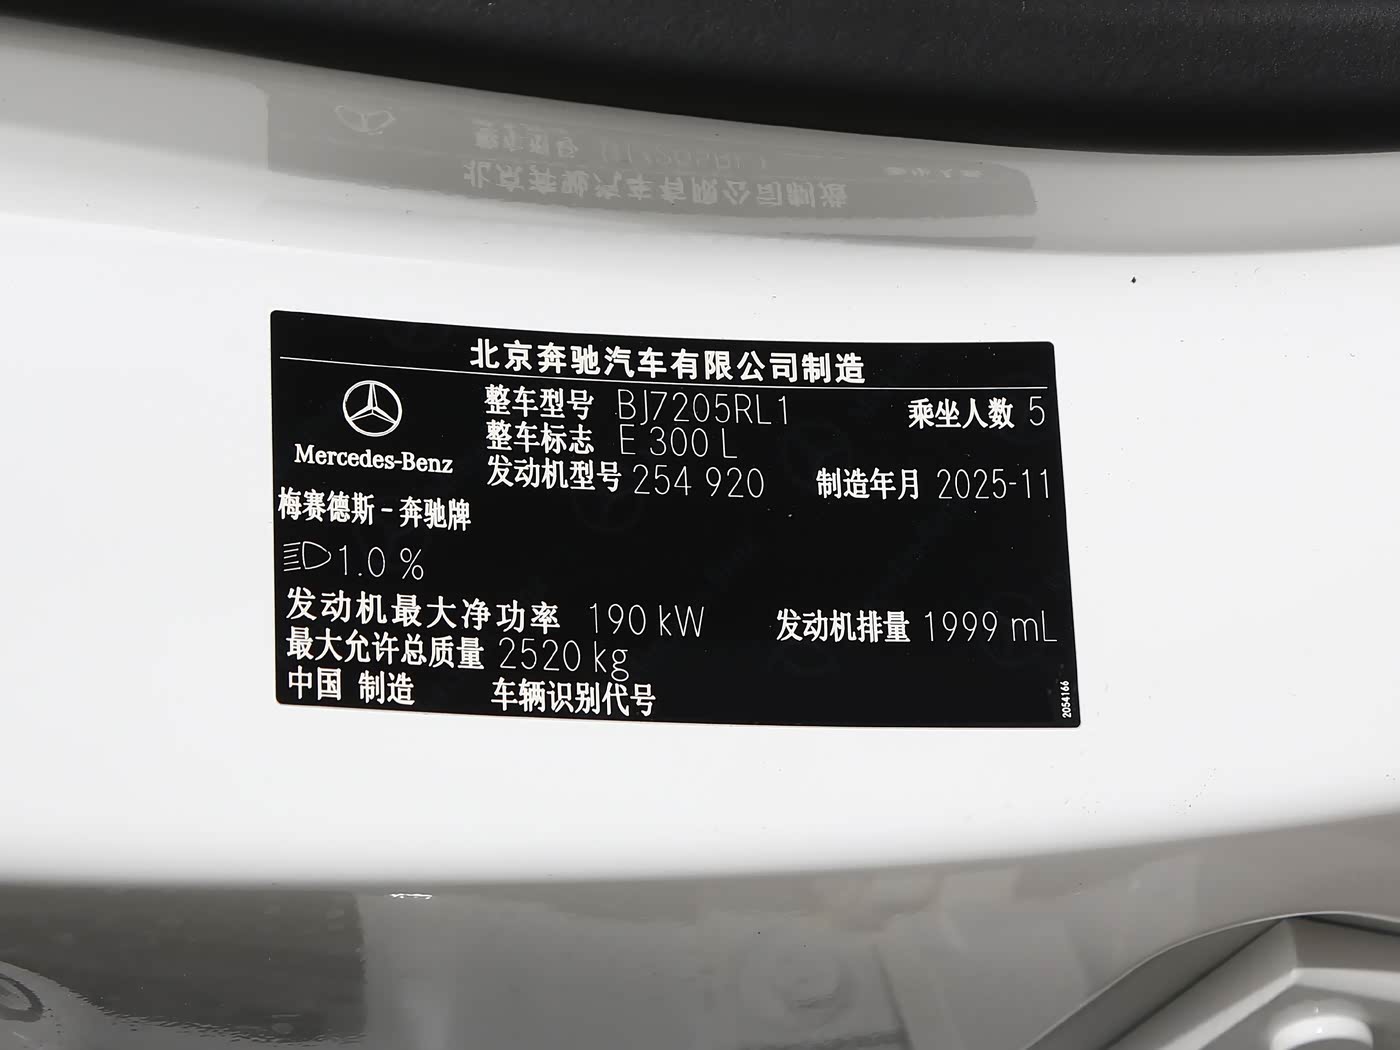 北京奔驰汽车有限公司制造
整车型号 BJ7205RL1 乘坐人数 5
整车标志 E 300 L
Mercedes-Benz
发动机型号 254 920 制造年月 2025-11
梅赛德斯-奔驰牌
1.0 %
发动机最大净功率 190 kW 发动机排量 1999 mL
最大允许总质量 2520 kg
中国 制造 车辆识别代号
2054166